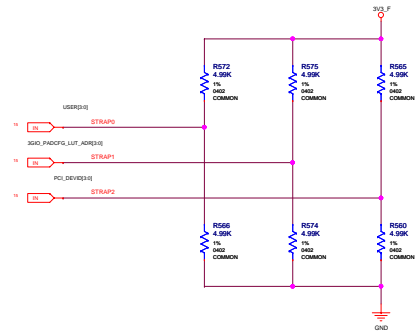 3V3_F
R572
4.99K
1%
0402
COMMON
R575
4.99K
1%
0402
COMMON
R565
4.99K
1%
0402
COMMON
USER[3:0]
IN
STRAP0
3GIO_PADCFG_LUT_ADR[3:0]
IN
STRAP1
PCI_DEVID[3:0]
IN
STRAP2
R566
4.99K
1%
0402
COMMON
R574
4.99K
1%
0402
COMMON
R560
4.99K
1%
0402
COMMON
GND